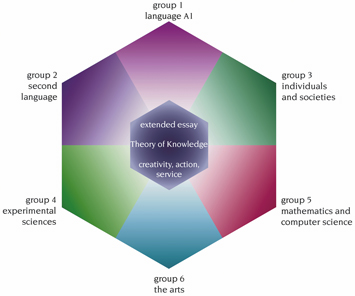 group 1
language A1
group 2
second
language
group 3
individuals
and societies
extended essay
Theory of Knowledge
creativity, action,
service
group 4
experimental
sciences
group 5
mathematics and
computer science
group 6
the arts